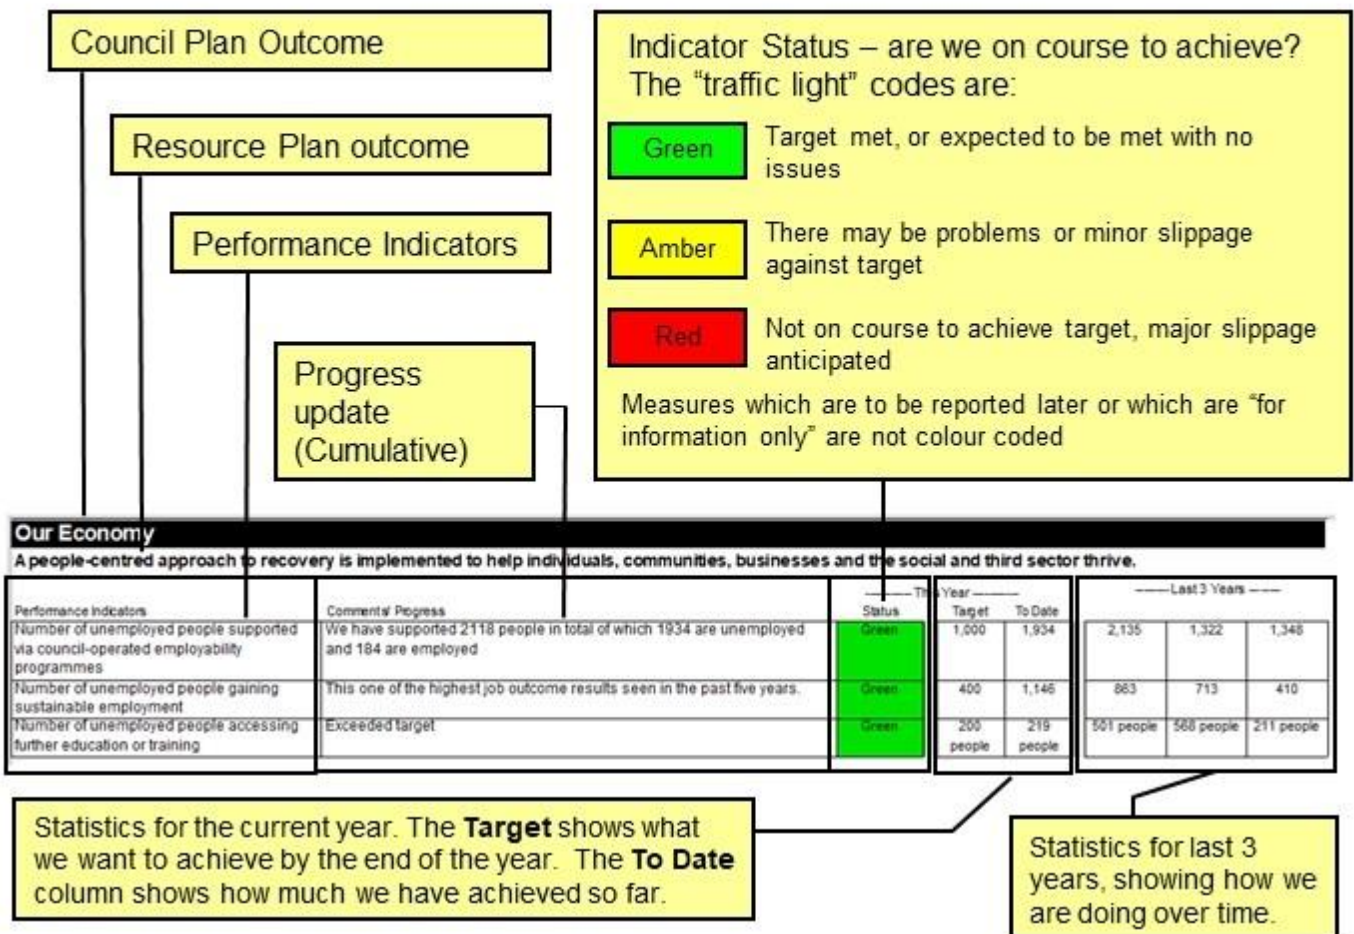 Council Plan Outcome
Resource Plan outcome
Performance Indicators
Progress
update
(Cumulative)
Indicator Status – are we on course to achieve?
The “traffic light” codes are:
Green
Target met, or expected to be met with no
issues
Amber
There may be problems or minor slippage
against target
Red
Not on course to achieve target, major slippage
anticipated
Measures which are to be reported later or which are “for
information only” are not colour coded
Our Economy
A people-centred approach to recovery is implemented to help individuals, communities, businesses and the social and third sector thrive.
------------ This Year ------------ --------Last 3 Years -----
Performance Indicators Comments/ Progress Status Target To Date
Number of unemployed people supported We have supported 2118 people in total of which 1934 are unemployed Green 1,000 1,934 2,135 1,322 1,348
via council-operated employability and 184 are employed
programmes
Number of unemployed people gaining This one of the highest job outcome results seen in the past five years. Green 400 1,146 863 713 410
sustainable employment
Number of unemployed people accessing Exceeded target Green 200 219 501 people 568 people 211 people
further education or training people people
Statistics for the current year. The Target shows what
we want to achieve by the end of the year. The To Date
column shows how much we have achieved so far.
Statistics for last 3
years, showing how we
are doing over time.